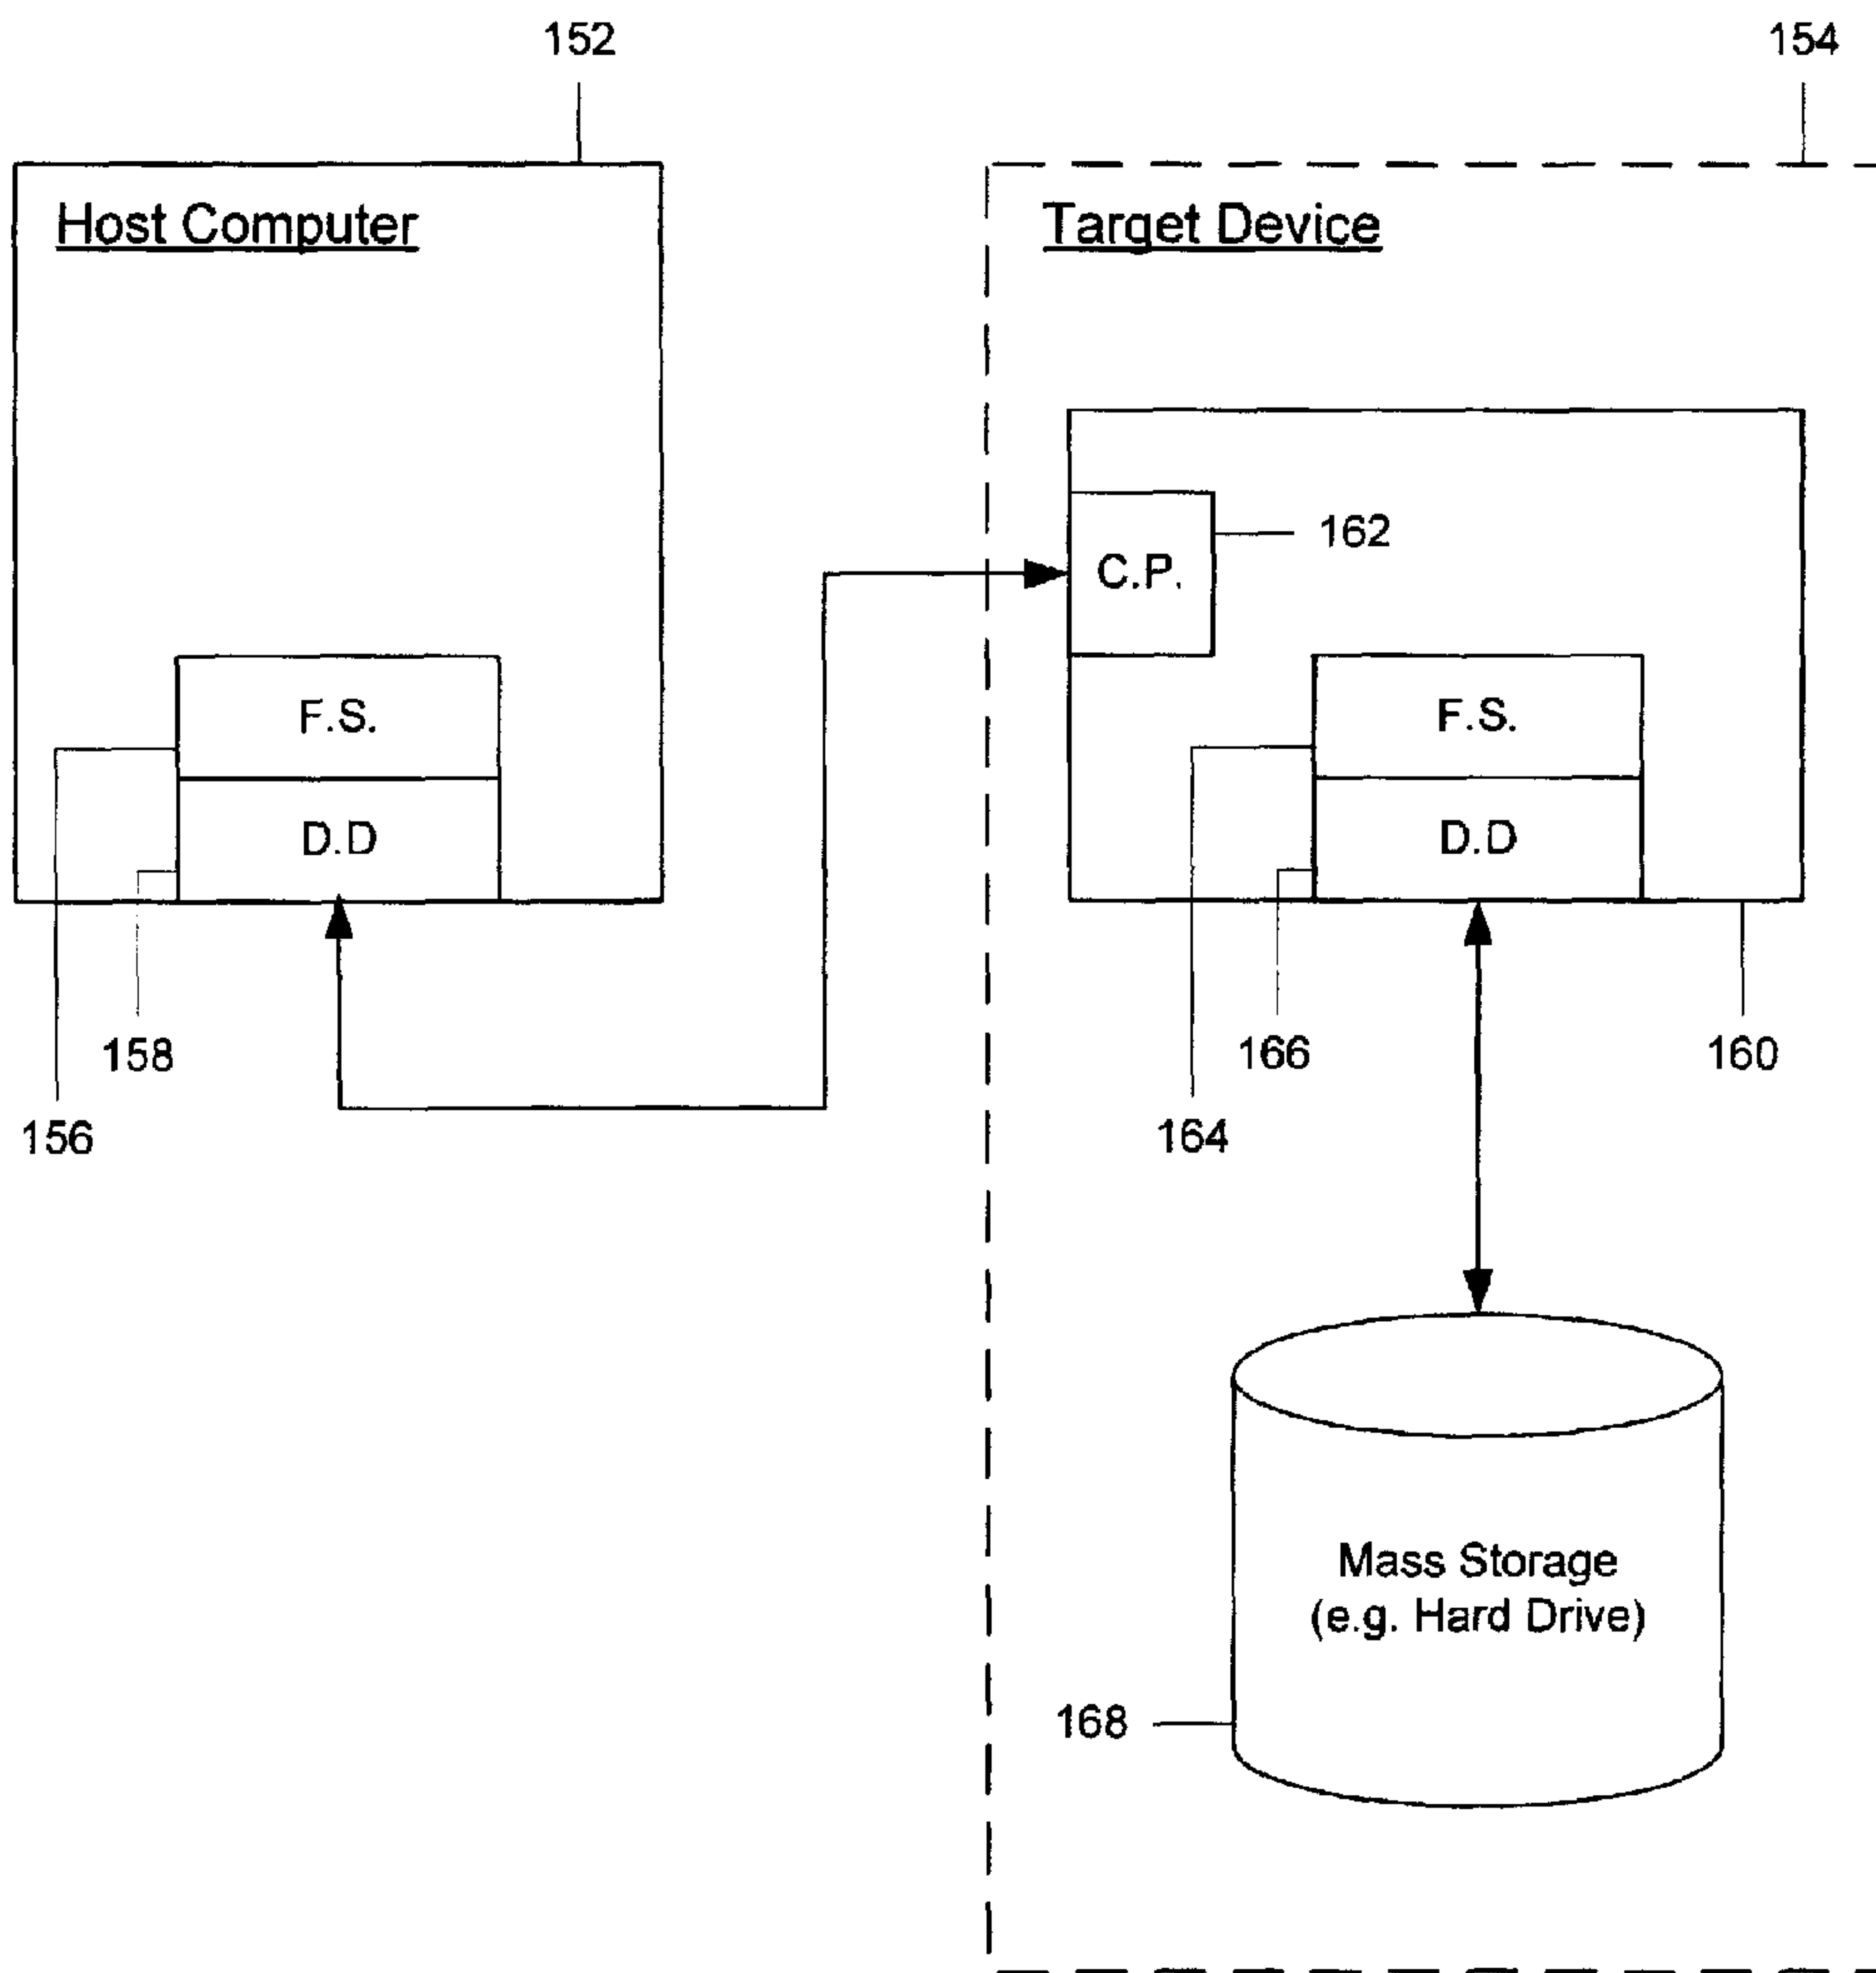 152
154
Host Computer
Target Device
C.P.
162
F.S.
F.S.
D.D
D.D
158
166
160
156
164
Mass Storage
(e.g. Hard Drive)
168